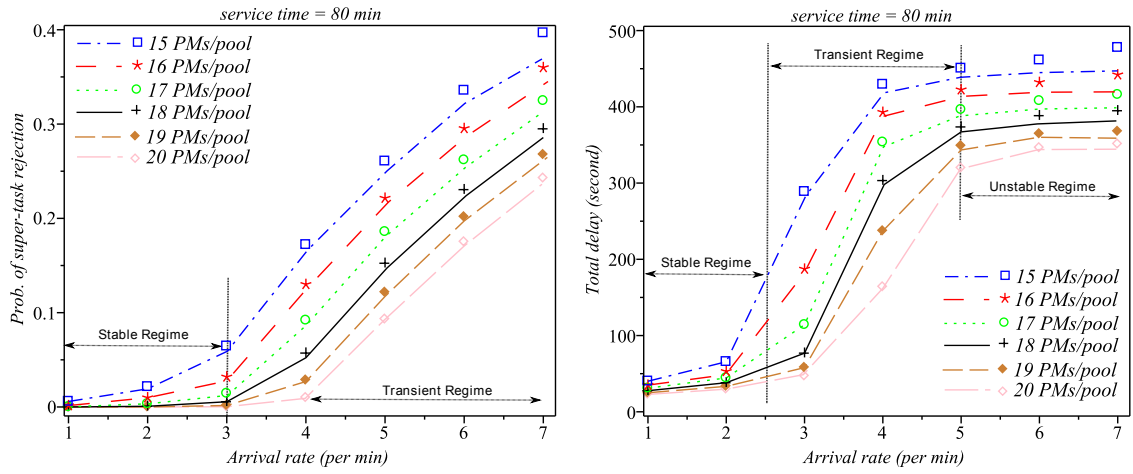 service time = 80 min
0.4
0.3
0.2
0.1
0
Prob. of super-task rejection
15 PMs/pool
16 PMs/pool
17 PMs/pool
18 PMs/pool
19 PMs/pool
20 PMs/pool
Stable Regime
Transient Regime
1 2 3 4 5 6 7
Arrival rate (per min)
service time = 80 min
500
400
300
200
100
0
Total delay (second)
Transient Regime
Unstable Regime
Stable Regime
15 PMs/pool
16 PMs/pool
17 PMs/pool
18 PMs/pool
19 PMs/pool
20 PMs/pool
1 2 3 4 5 6 7
Arrival rate (per min)